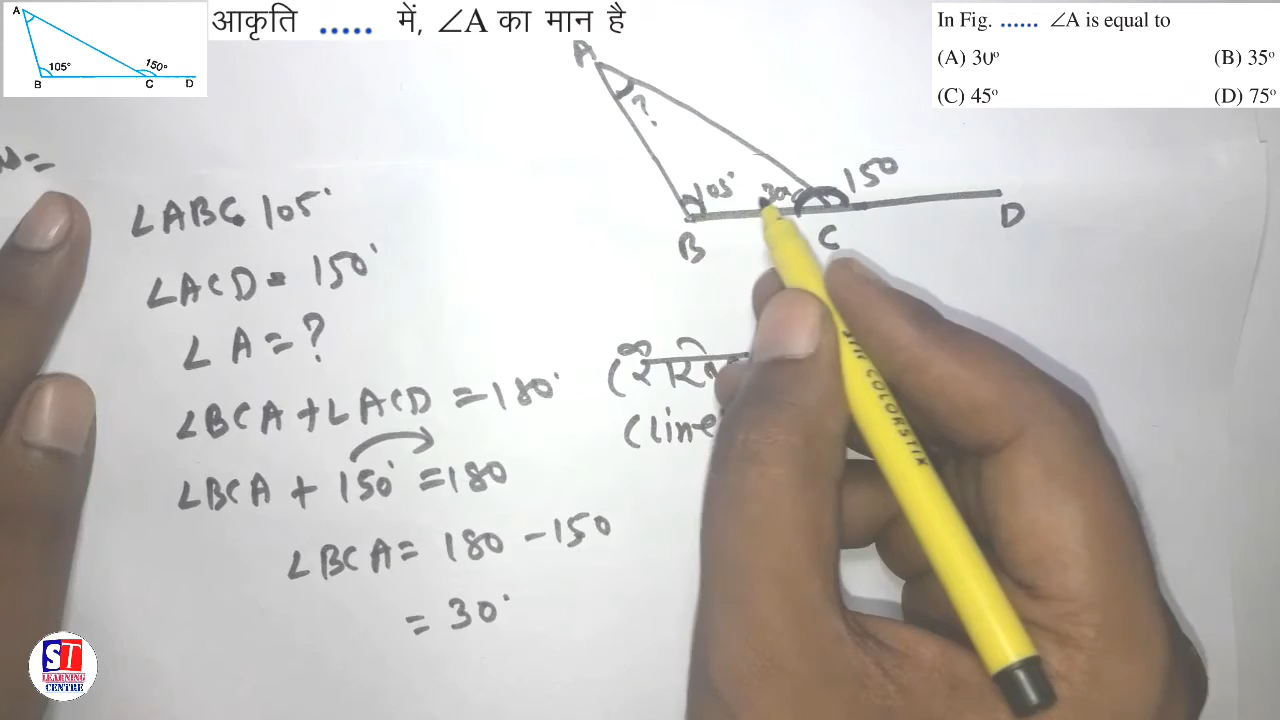 आकृति ...... में, ∠A का मान है
In Fig. ...... ∠A is equal to
(A) 30°
(B) 35°
(C) 45°
(D) 75°
A
105°
150°
B
C
D
A
?
105°
30°
150
B
C
D
∠ABC 105°
∠ACD = 150°
∠A = ?
∠BCA + ∠ACD = 180°
∠BCA + 150° = 180
∠BCA = 180 - 150
= 30°
(line
COLORSTIX
ST
LEARNING
CENTRE